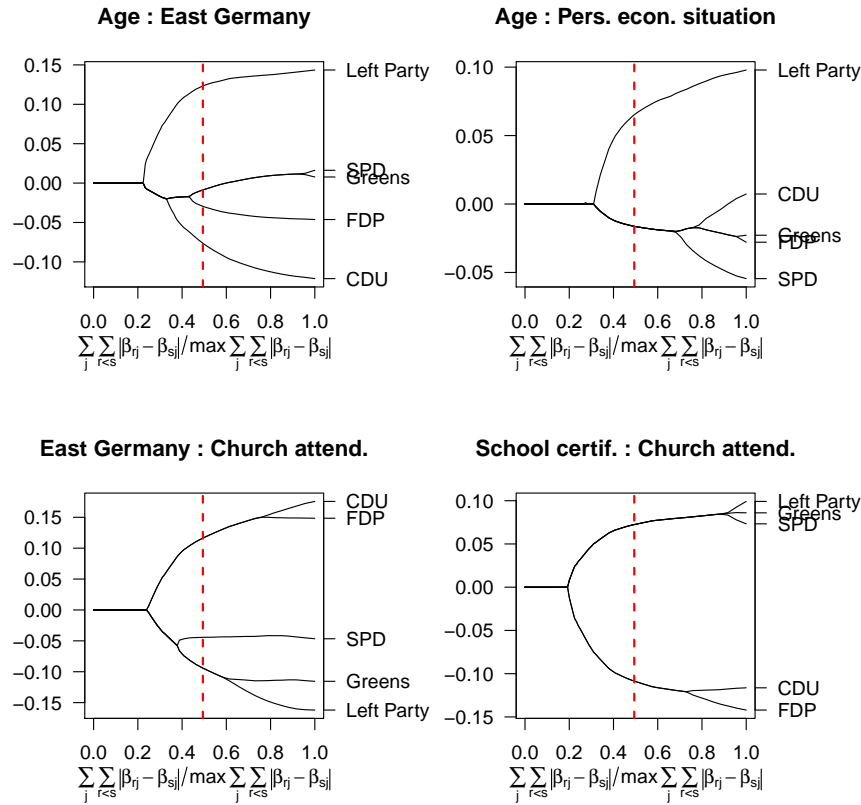 Age : East Germany
0.15
0.10
0.05
0.00
−0.05
−0.10
Left Party
SPD
Greens
FDP
CDU
0.0 0.2 0.4 0.6 0.8 1.0
∑j ∑r<s |βrj − βsj| / max ∑j ∑r<s |βrj − βsj|
Age : Pers. econ. situation
0.10
0.05
0.00
−0.05
Left Party
CDU
Greens
FDP
SPD
0.0 0.2 0.4 0.6 0.8 1.0
∑j ∑r<s |βrj − βsj| / max ∑j ∑r<s |βrj − βsj|
East Germany : Church attend.
0.15
0.10
0.05
0.00
−0.05
−0.10
−0.15
CDU
FDP
SPD
Greens
Left Party
0.0 0.2 0.4 0.6 0.8 1.0
∑j ∑r<s |βrj − βsj| / max ∑j ∑r<s |βrj − βsj|
School certif. : Church attend.
0.10
0.05
0.00
−0.05
−0.10
−0.15
Left Party
Greens
SPD
CDU
FDP
0.0 0.2 0.4 0.6 0.8 1.0
∑j ∑r<s |βrj − βsj| / max ∑j ∑r<s |βrj − βsj|